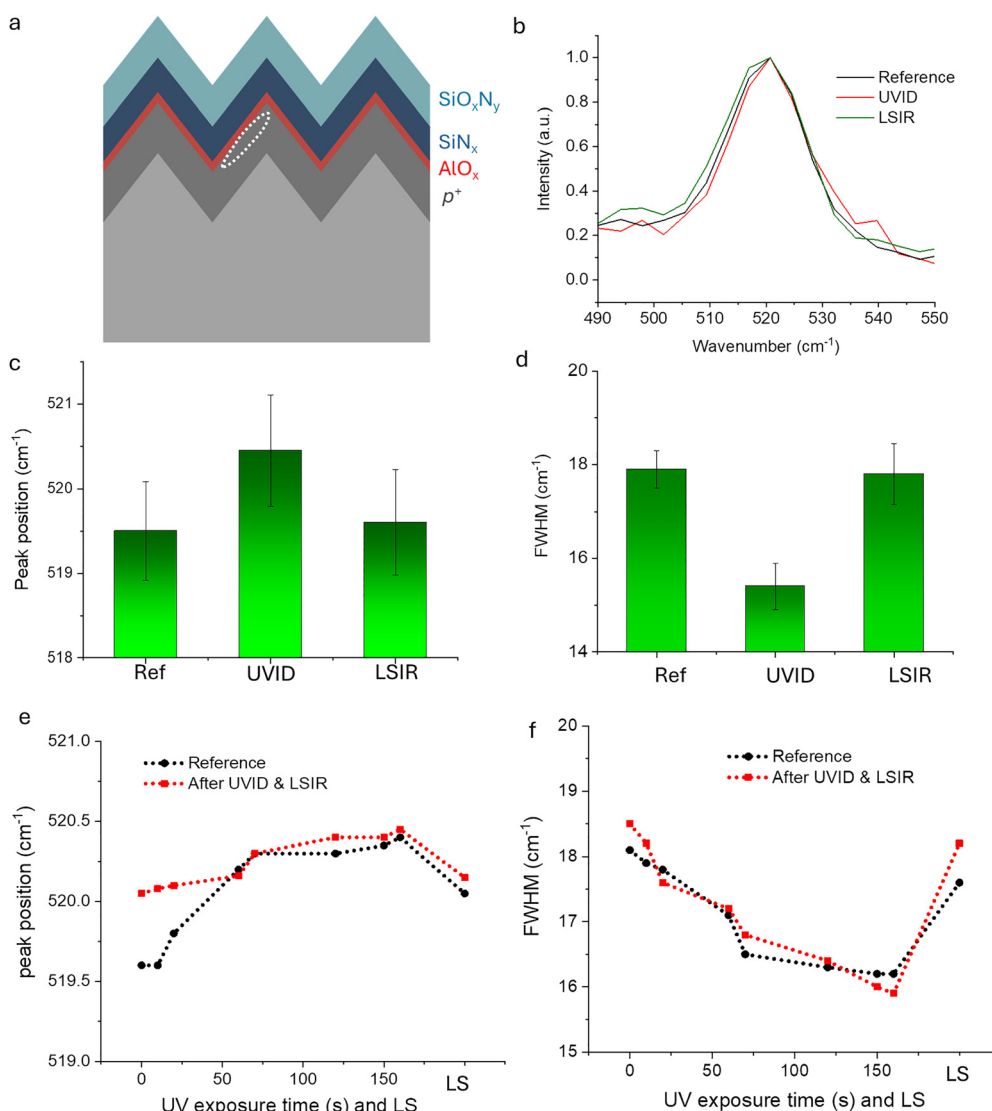 a
SiOxNy
SiNx
AlOx
p+
b
Intensity (a.u.)
1.0
0.8
0.6
0.4
0.2
0.0
Reference
UVID
LSIR
490 500 510 520 530 540 550
Wavenumber (cm-1)
c
Peak position (cm-1)
521
520
519
518
Ref UVID LSIR
d
FWHM (cm-1)
20
18
16
14
Ref UVID LSIR
e
peak position (cm-1)
521.0
520.5
520.0
519.5
519.0
Reference
After UVID & LSIR
0 50 100 150 LS
UV exposure time (s) and LS
f
FWHM (cm-1)
20
19
18
17
16
15
Reference
After UVID & LSIR
0 50 100 150 LS
UV exposure time (s) and LS